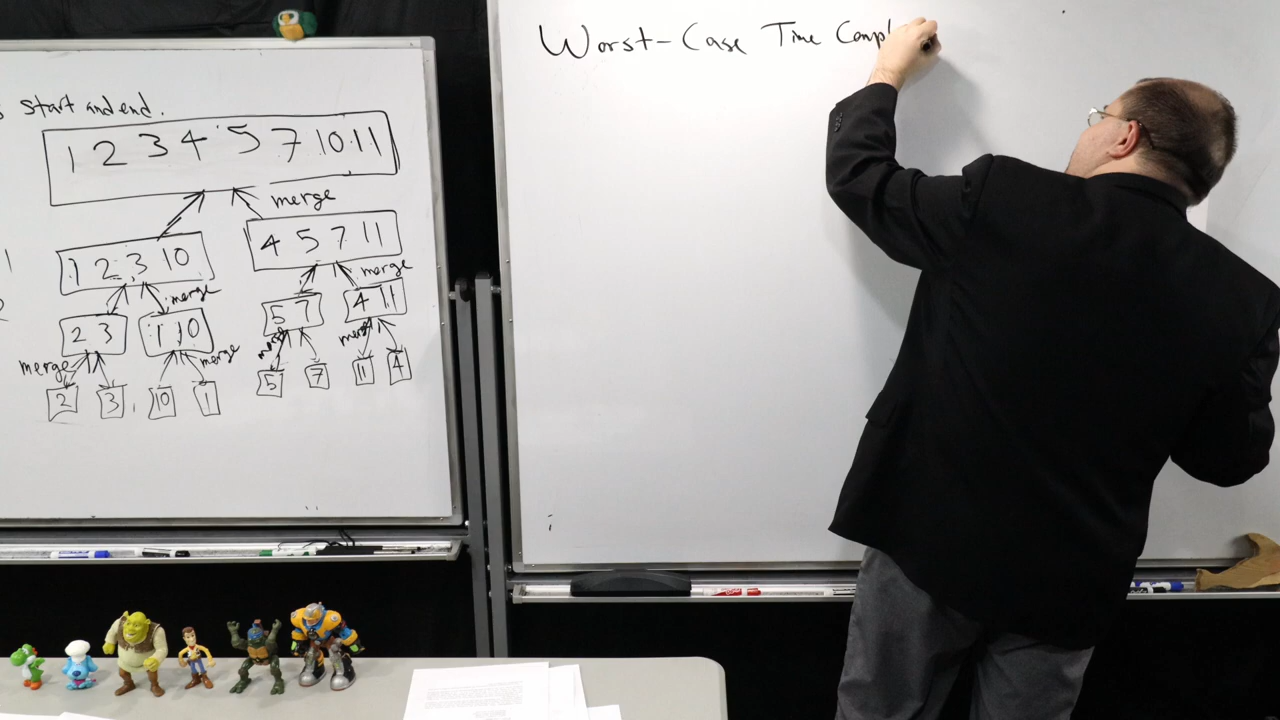 start and end.
1 2 3 4 5 7 10 11
merge
1 2 3 10
4 5 7 11
merge
merge
2 3
1 10
5 7
4 11
merge
merge
merge
merge
2
3
10
1
5
7
11
4
Worst-Case Time Comp